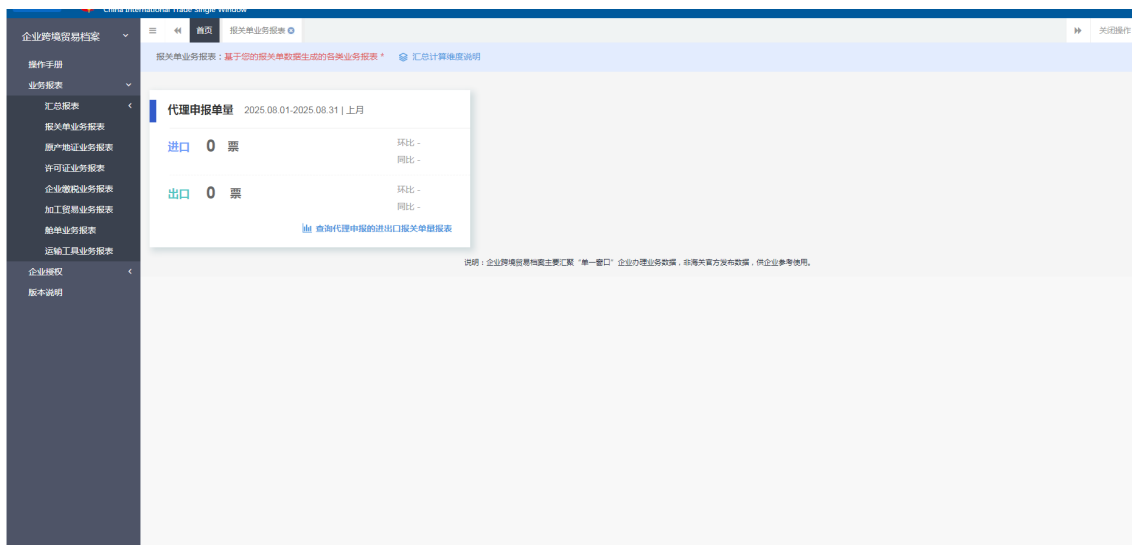 China International Trade Single Window
企业跨境贸易档案
首页
报关单业务报表
关闭操作
操作手册
业务报表
汇总报表
报关单业务报表
原产地证业务报表
许可证业务报表
企业缴税业务报表
加工贸易业务报表
舱单业务报表
运输工具业务报表
企业授权
版本说明
报关单业务报表：基于您的报关单数据生成的各类业务报表 * 汇总计算维度说明
代理申报单量 2025.08.01-2025.08.31 | 上月
进口 0 票
环比 -
同比 -
出口 0 票
环比 -
同比 -
查询代理申报的进出口报关单量报表
说明：企业跨境贸易档案主要汇聚“单一窗口”企业办理业务数据，非海关官方发布数据，供企业参考使用。